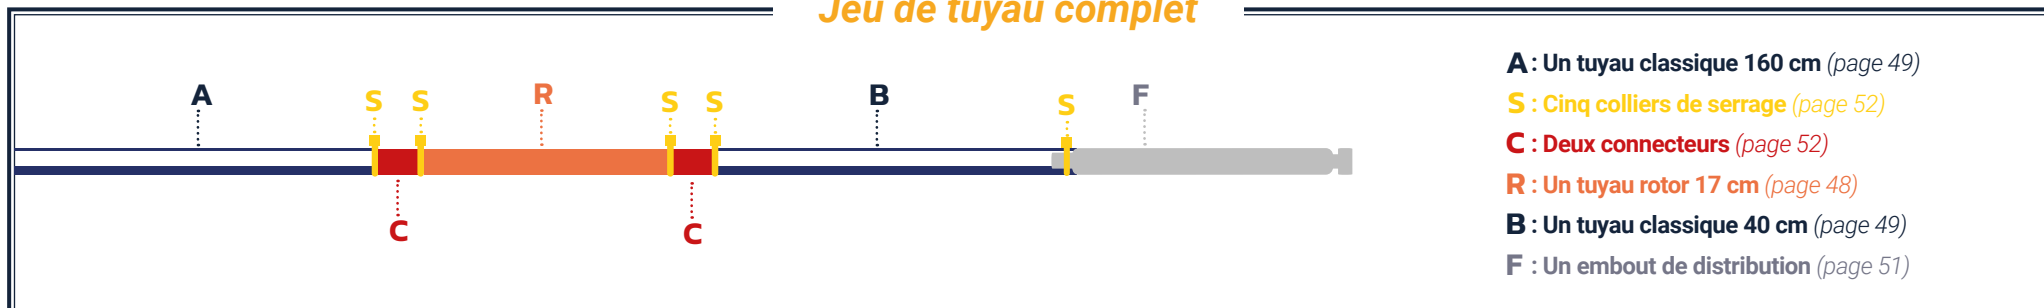 Jeu de tuyau complet
A S S R S S B S F
C C
A : Un tuyau classique 160 cm (page 49)
S : Cinq colliers de serrage (page 52)
C : Deux connecteurs (page 52)
R : Un tuyau rotor 17 cm (page 48)
B : Un tuyau classique 40 cm (page 49)
F : Un embout de distribution (page 51)